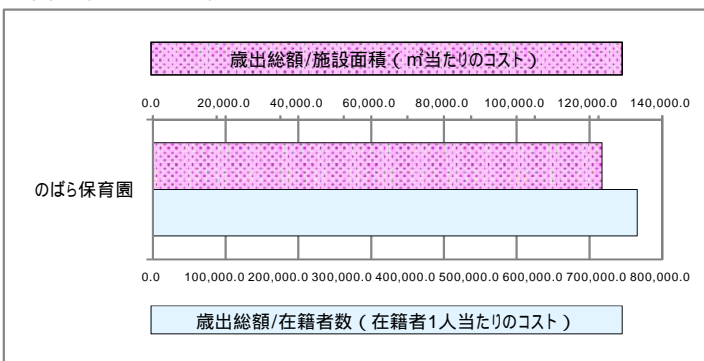 歳出総額/施設面積（㎡当たりのコスト）
0.0 20,000.0 40,000.0 60,000.0 80,000.0 100,000.0 120,000.0 140,000.0
のばら保育園
0.0 100,000.0 200,000.0 300,000.0 400,000.0 500,000.0 600,000.0 700,000.0 800,000.0
歳出総額/在籍者数（在籍者1人当たりのコスト）